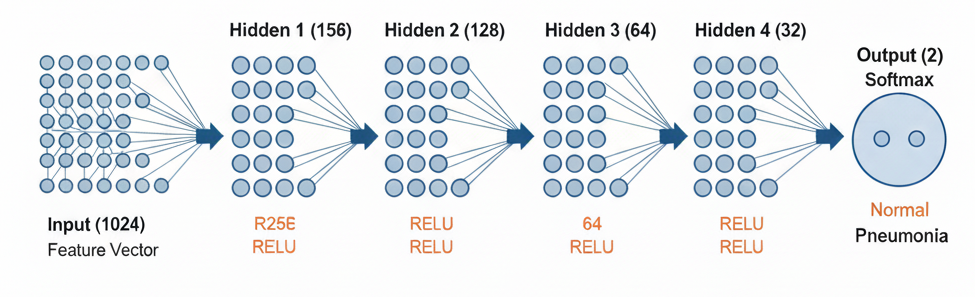 Hidden 1 (156)
Hidden 2 (128)
Hidden 3 (64)
Hidden 4 (32)
Output (2)
Softmax
Input (1024)
Feature Vector
R25E
RELU
RELU
RELU
64
RELU
RELU
RELU
Normal
Pneumonia